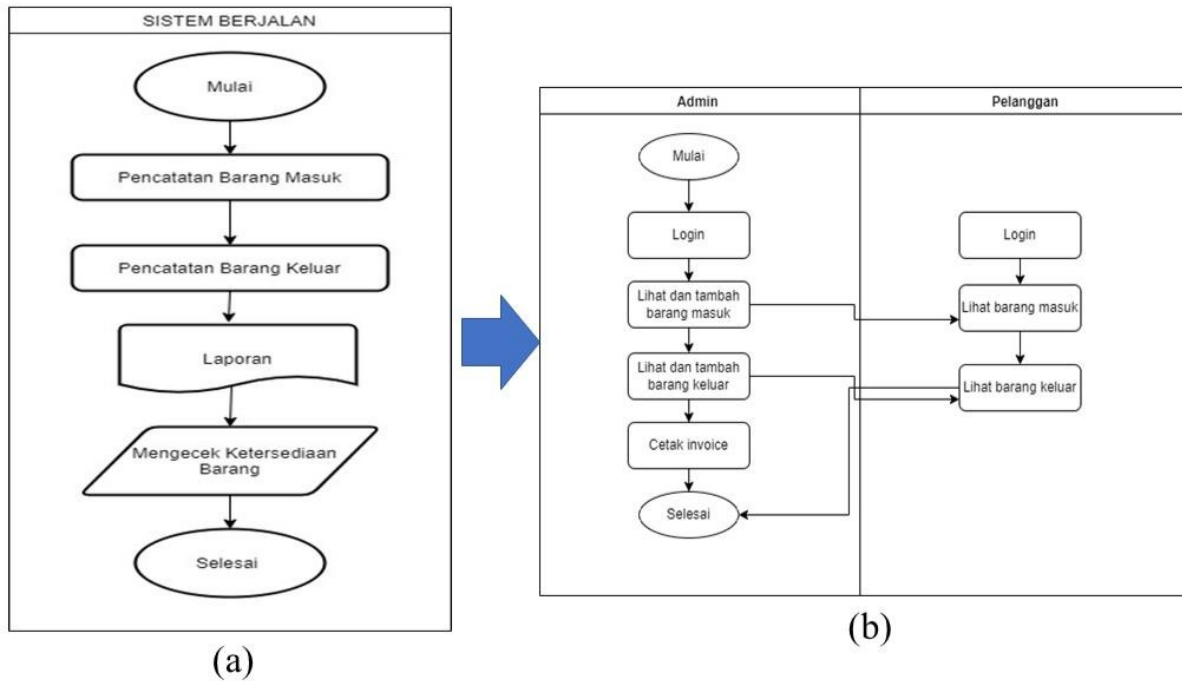 SISTEM BERJALAN
Mulai
Pencatatan Barang Masuk
Pencatatan Barang Keluar
Laporan
Mengecek Ketersediaan
Barang
Selesai
(a)
Admin
Pelanggan
Mulai
Login
Login
Lihat dan tambah
barang masuk
Lihat barang masuk
Lihat dan tambah
barang keluar
Lihat barang keluar
Cetak invoice
Selesai
(b)